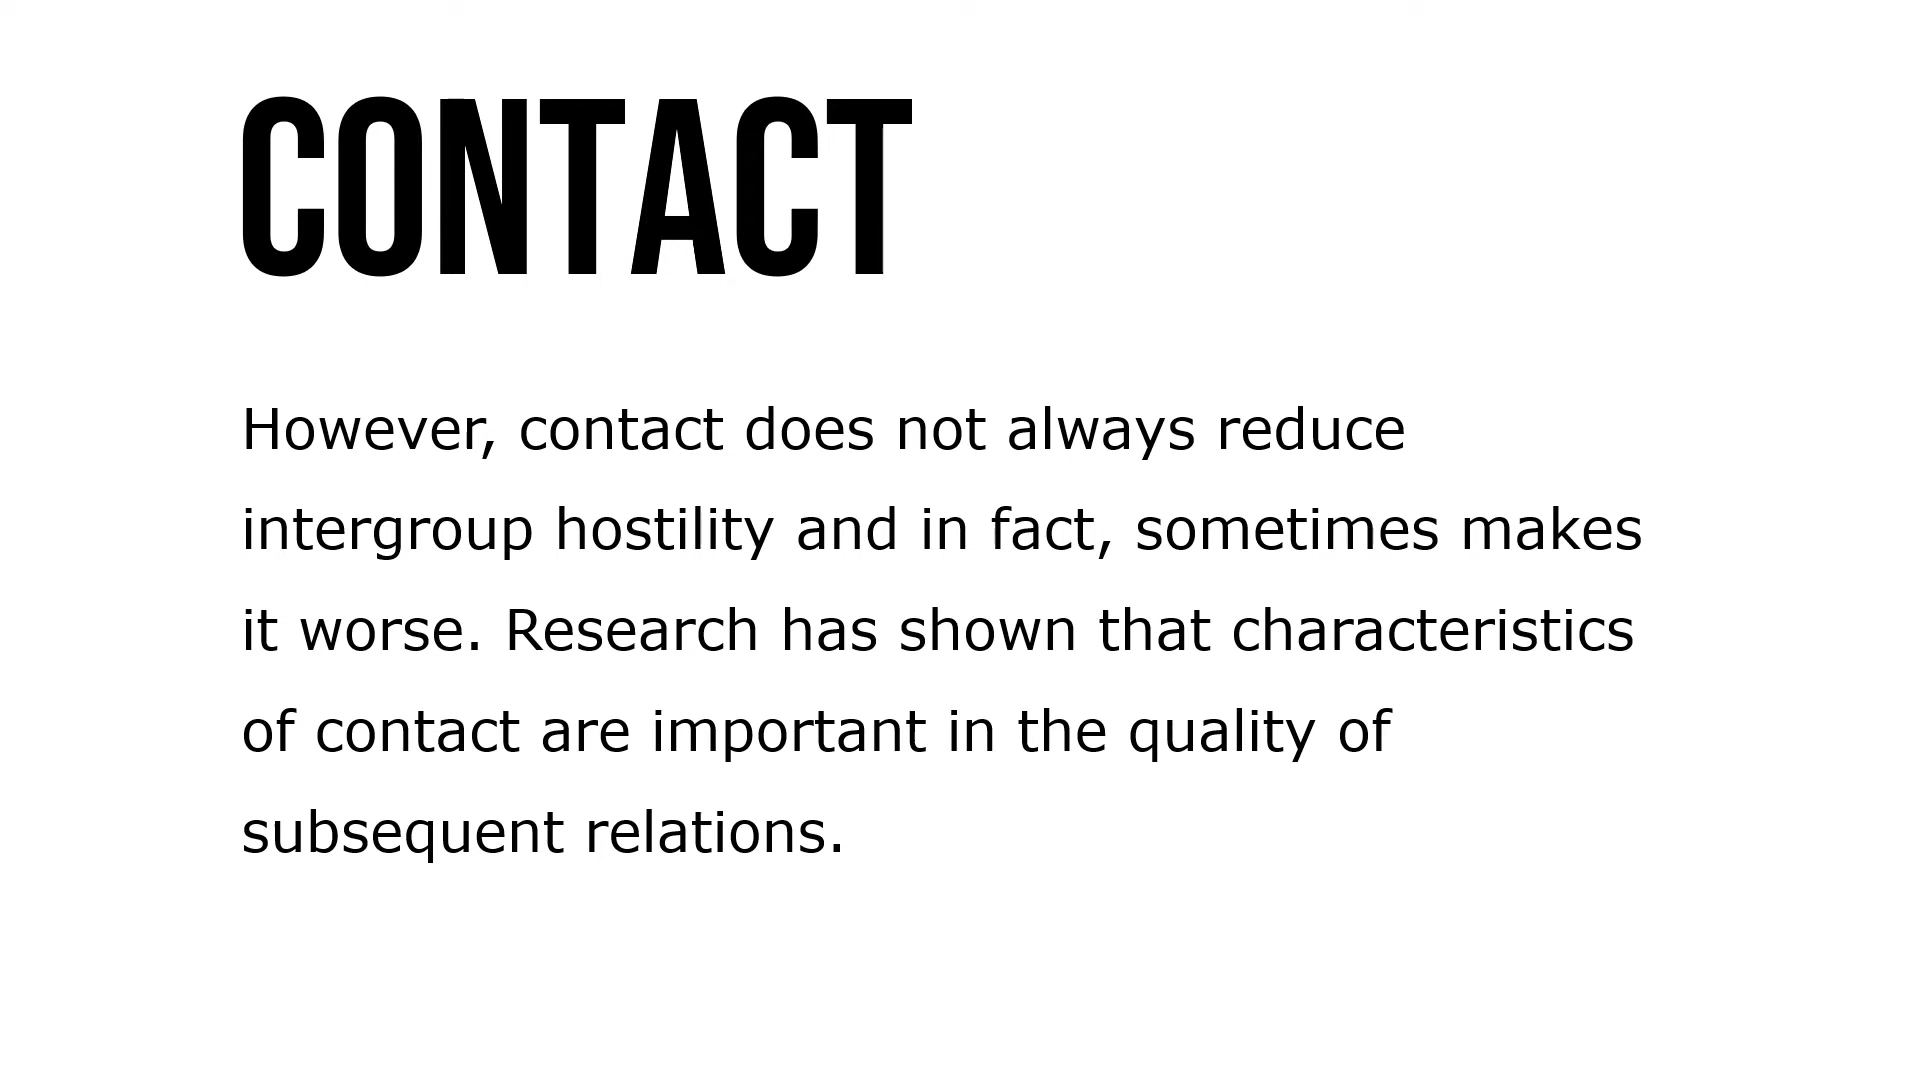 CONTACT
However, contact does not always reduce
intergroup hostility and in fact, sometimes makes
it worse. Research has shown that characteristics
of contact are important in the quality of
subsequent relations.